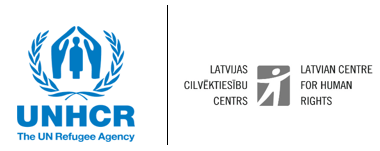 UNHCR
The UN Refugee Agency
LATVIJAS
CILVĒKTIESĪBU
CENTRS
LATVIAN CENTRE
FOR HUMAN
RIGHTS